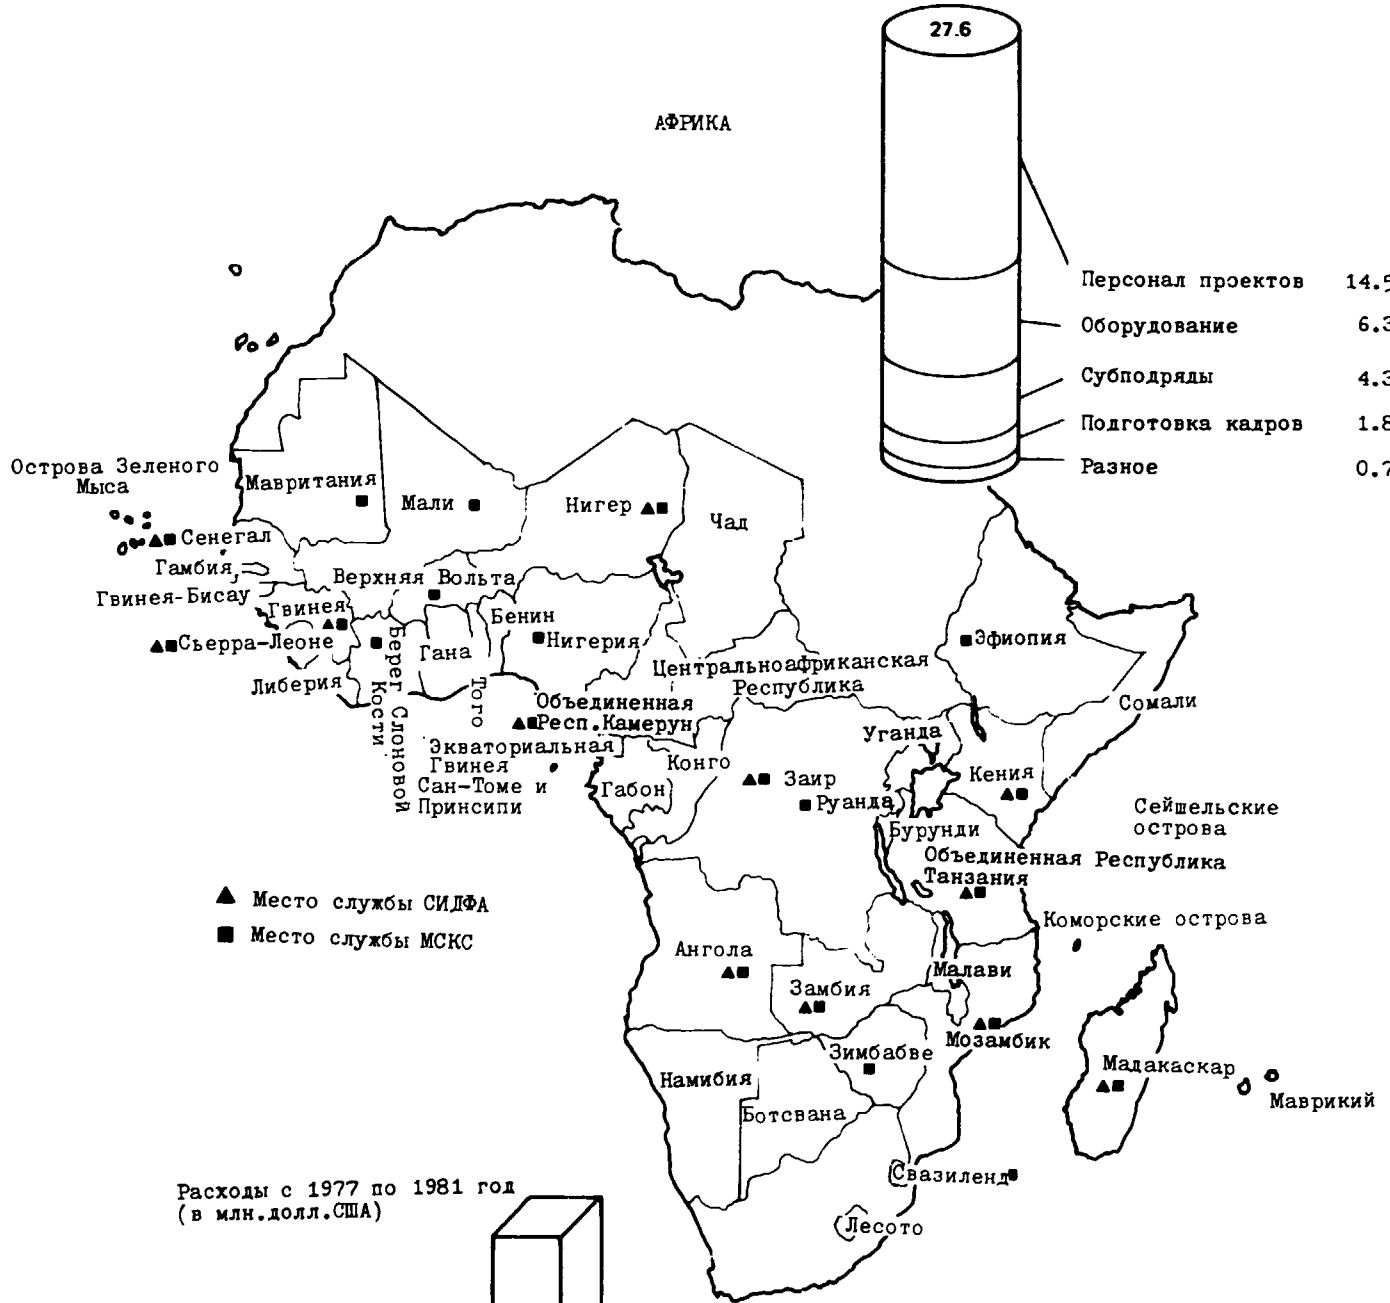 27.6
АФРИКА
Персонал проектов 14.5
Оборудование 6.3
Субподряды 4.3
Подготовка кадров 1.8
Разное 0.7
Острова Зеленого
Мыса
Мавритания
Мали
Нигер
Чад
Сенегал
Гамбия
Гвинея-Бисау
Верхняя Вольта
Гвинея
Бенин
Сьерра-Леоне
Берег Слоновой
Кости
Гана
Того
Нигерия
Эфиопия
Либерия
Центральноафриканская
Республика
Сомали
Объединенная
Респ.Камерун
Экваториальная
Гвинея
Сан-Томе и
Принсипи
Габон
Конго
Заир
Руанда
Уганда
Кения
Бурунди
Сейшельские
острова
Объединенная Республика
Танзания
Коморские острова
▲ Место службы СИДФА
■ Место службы МСКС
Ангола
Замбия
Малави
Мозамбик
Зимбабве
Намибия
Ботсвана
Мадакаскар
Маврикий
Свазиленд
Лесото
Расходы с 1977 по 1981 год
(в млн.долл.США)